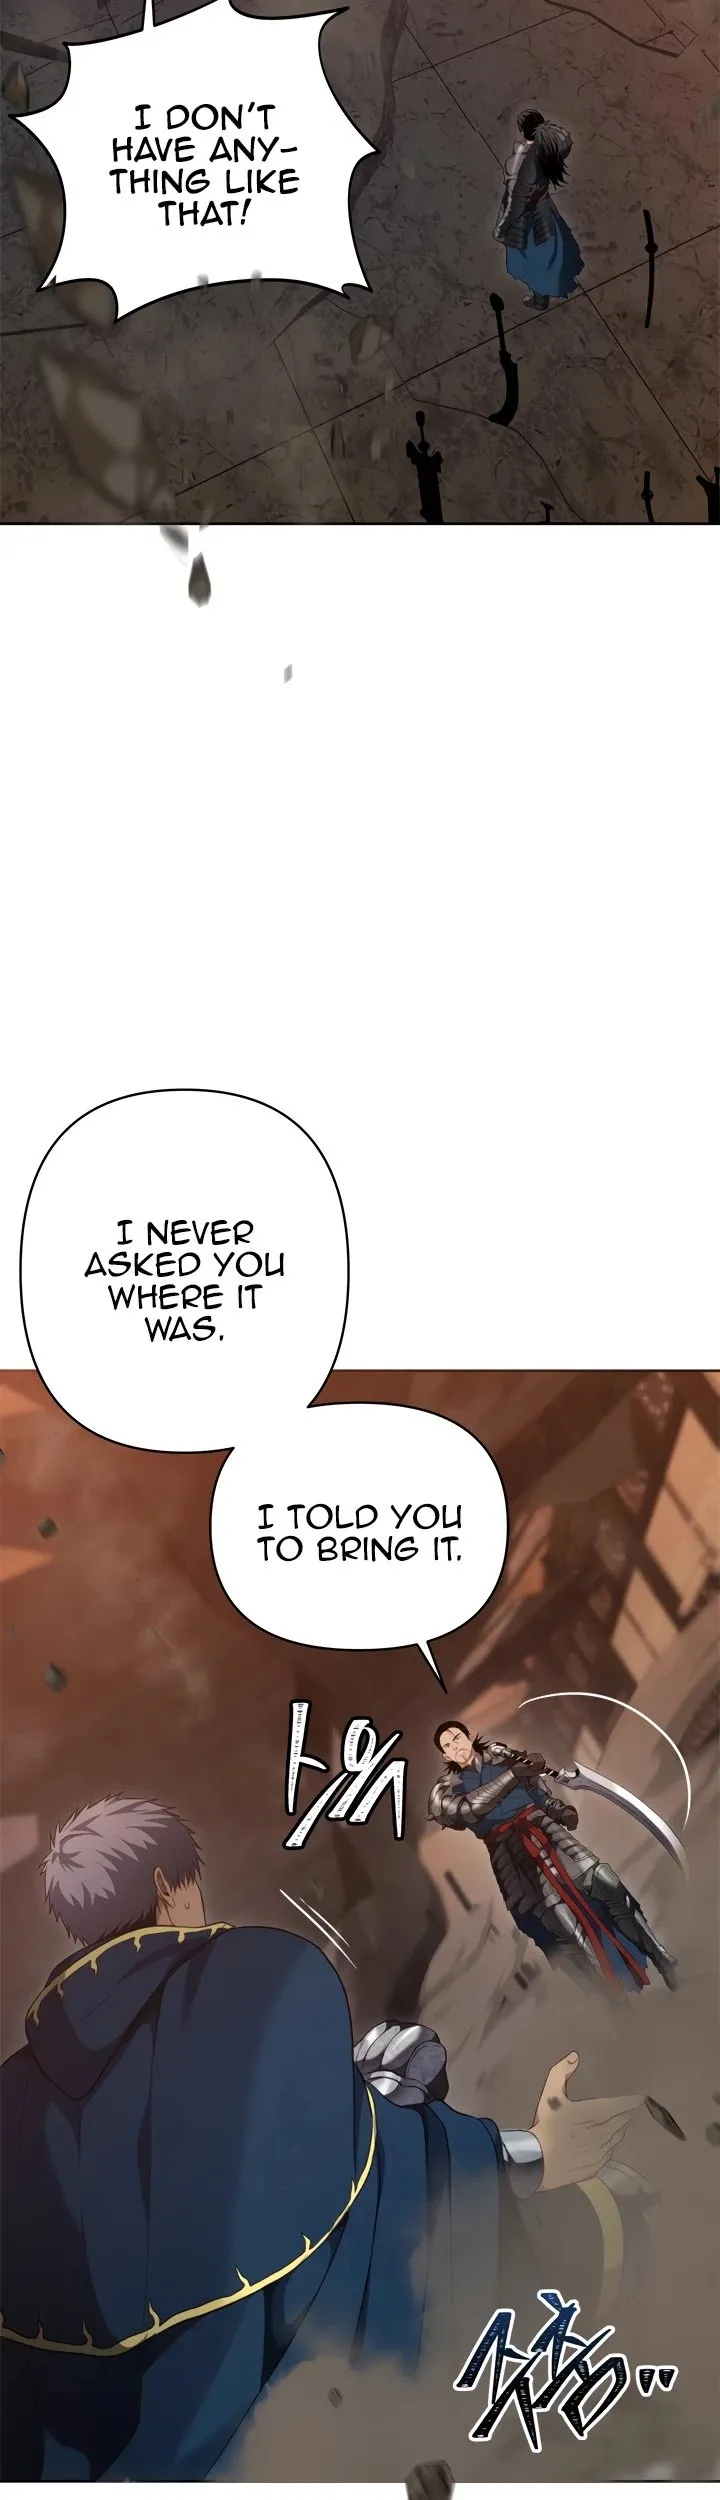 I DON'T
HAVE ANY-
THING LIKE
THAT!
I NEVER
ASKED YOU
WHERE IT
WAS.
I TOLD YOU
TO BRING IT.